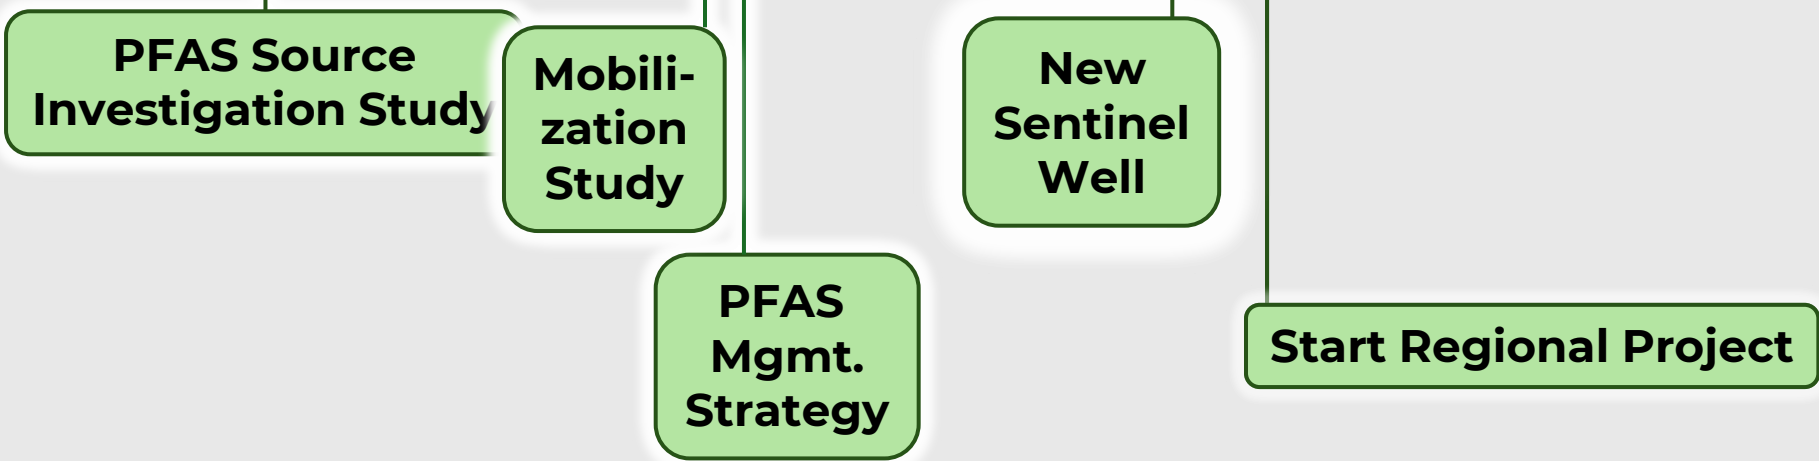 PFAS Source
Investigation Study
Mobili-
zation
Study
PFAS
Mgmt.
Strategy
New
Sentinel
Well
Start Regional Project